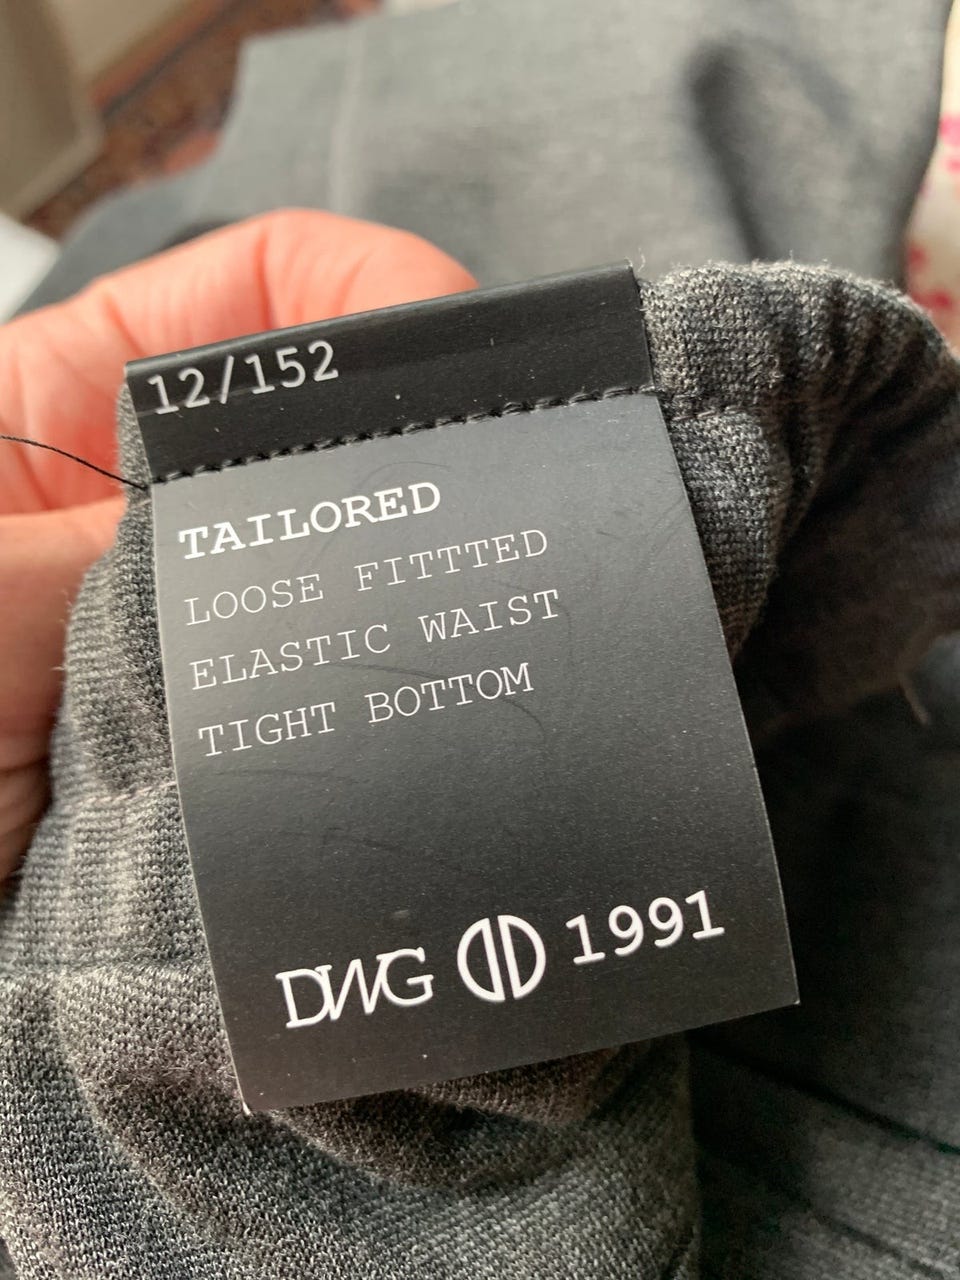 12/152
TAILORED
LOOSE FITTTED
ELASTIC WAIST
TIGHT BOTTOM
DWG 1991